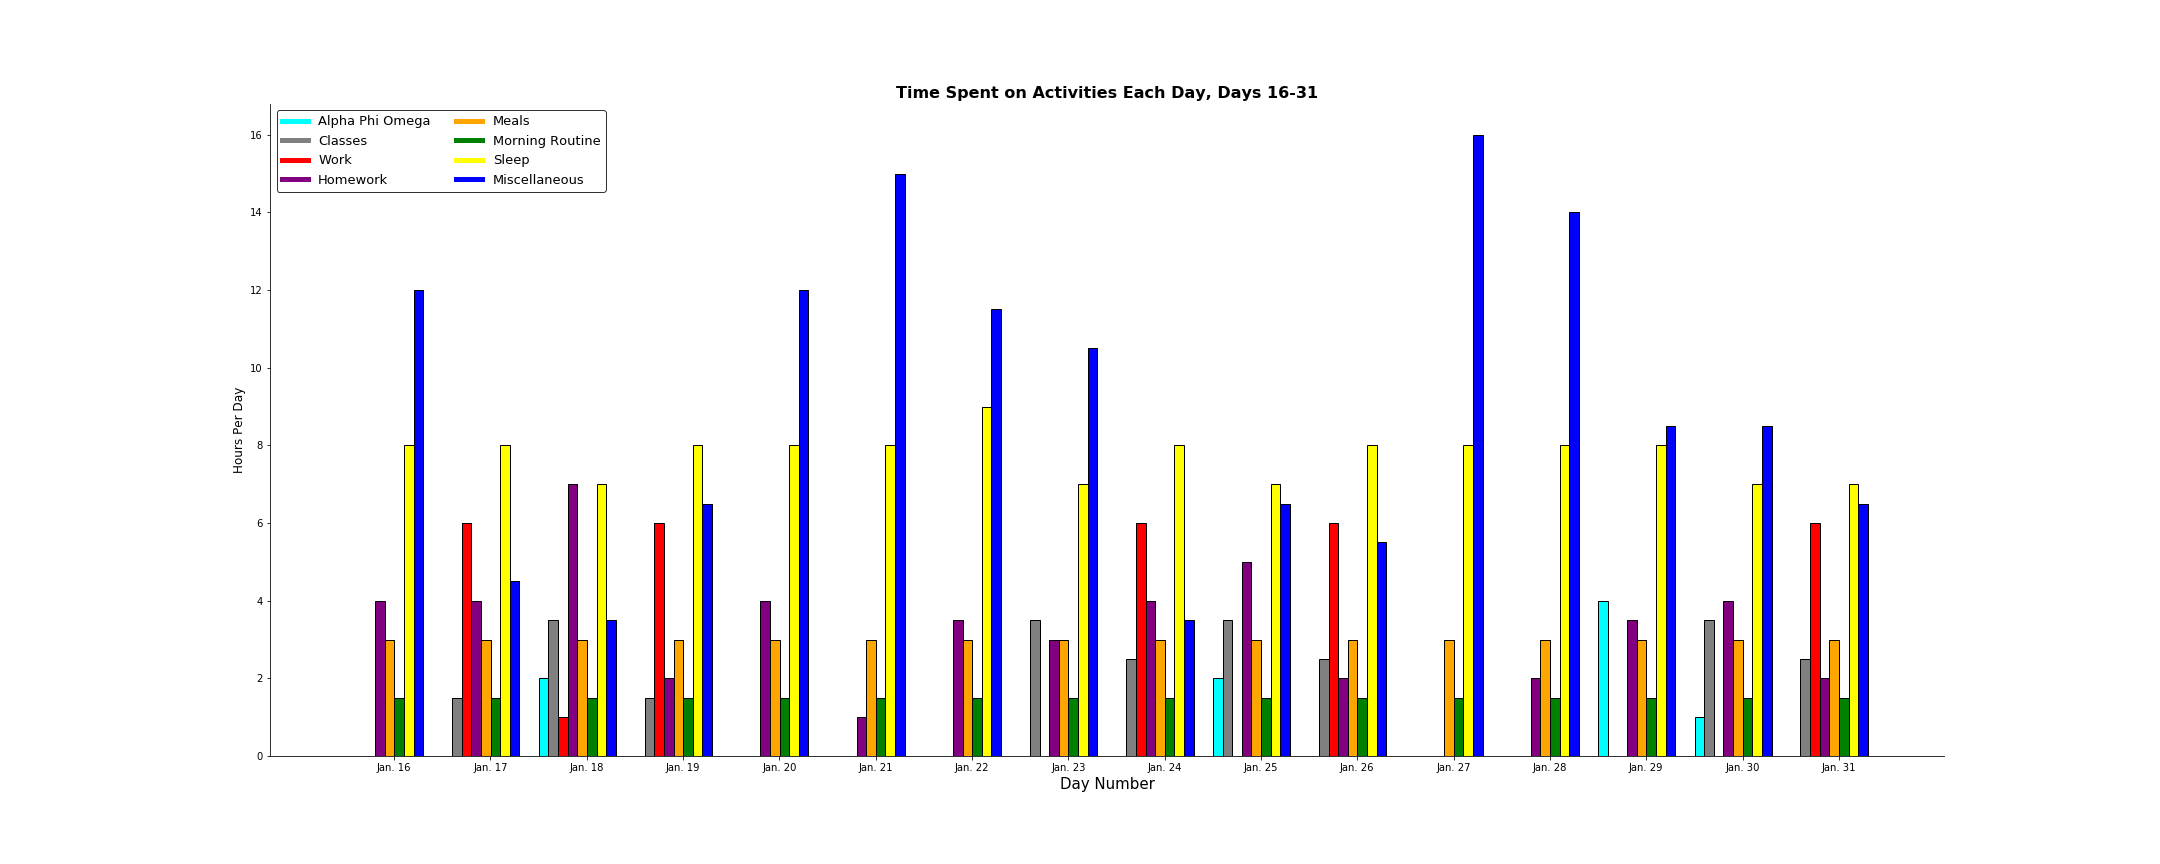 Time Spent on Activities Each Day, Days 16-31
Alpha Phi Omega
Classes
Work
Homework
Meals
Morning Routine
Sleep
Miscellaneous
Hours Per Day
16
14
12
10
8
6
4
2
0
Jan. 16 Jan. 17 Jan. 18 Jan. 19 Jan. 20 Jan. 21 Jan. 22 Jan. 23 Jan. 24 Jan. 25 Jan. 26 Jan. 27 Jan. 28 Jan. 29 Jan. 30 Jan. 31
Day Number